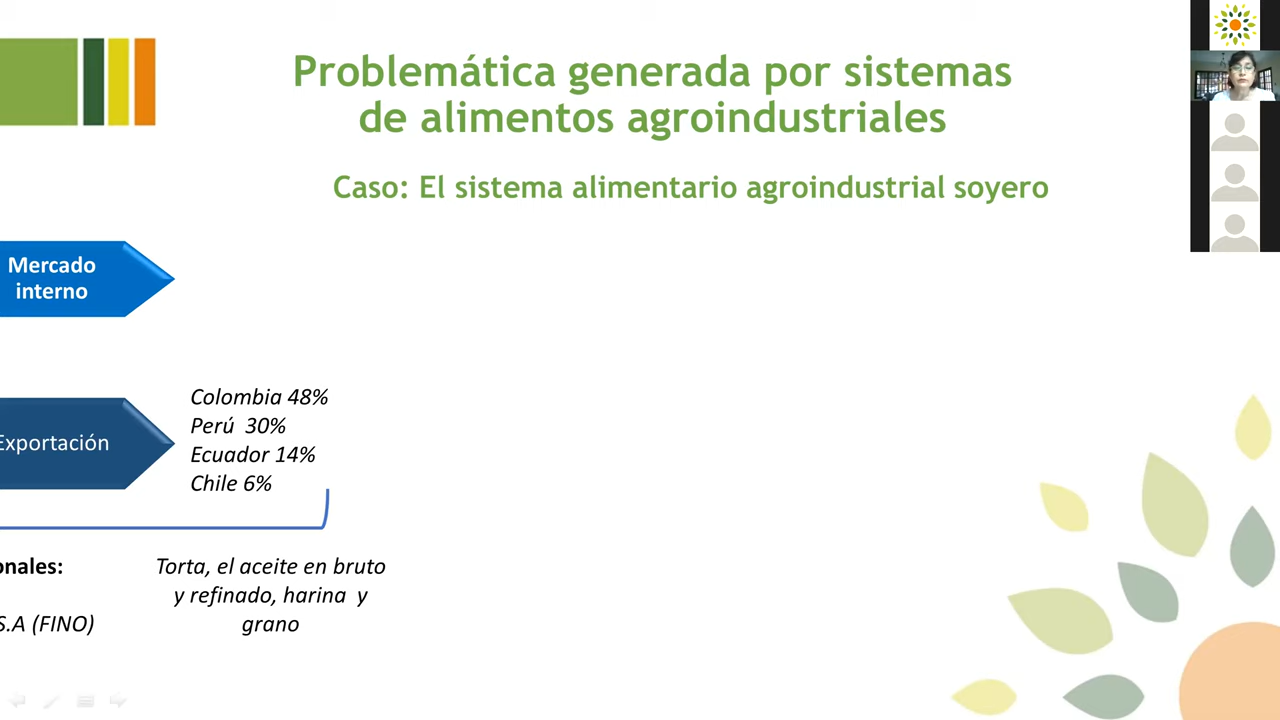 Problemática generada por sistemas
de alimentos agroindustriales
Caso: El sistema alimentario agroindustrial soyero
Mercado
interno
Exportación
Colombia 48%
Perú 30%
Ecuador 14%
Chile 6%
onales:
S.A (FINO)
Torta, el aceite en bruto
y refinado, harina y
grano